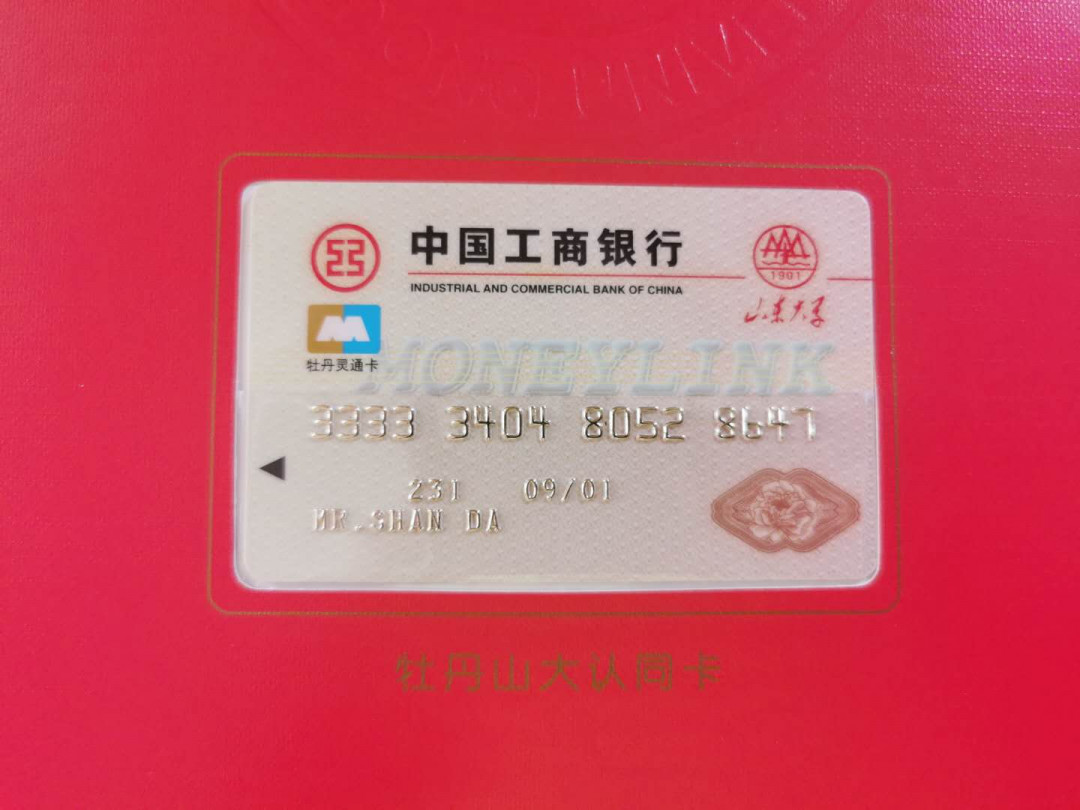 中国工商银行
INDUSTRIAL AND COMMERCIAL BANK OF CHINA
1901
山东大学
牡丹灵通卡
MONEYLINK
3333 3404 8052 8647
231 09/01
MR.SHAN DA
牡丹山大认同卡